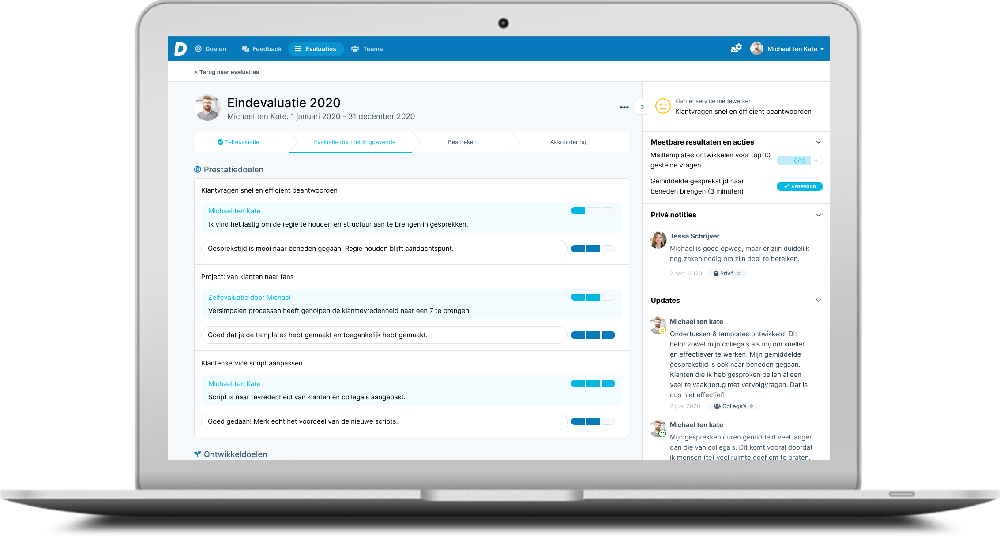 D
Doelen
Feedback
Evaluaties
Teams
Michael ten Kate
< Terug naar evaluaties
Eindevaluatie 2020
Michael ten Kate. 1 januari 2020 - 31 december 2020
Zelfevaluatie
Evaluatie door leidinggevende
Bespreken
Akkoordering
Prestatiedoelen
Klantvragen snel en efficient beantwoorden
Michael ten Kate
Ik vind het lastig om de regie te houden en structuur aan te brengen in gesprekken.
Gesprekstijd is mooi naar beneden gegaan! Regie houden blijft aandachtspunt.
Project: van klanten naar fans
Zelfevaluatie door Michael
Versimpelen processen heeft geholpen de klanttevredenheid naar een 7 te brengen!
Goed dat je de templates hebt gemaakt en toegankelijk hebt gemaakt.
Klantenservice script aanpassen
Michael ten Kate
Script is naar tevredenheid van klanten en collega's aangepast.
Goed gedaan! Merk echt het voordeel van de nieuwe scripts.
Ontwikkeldoelen
Klantenservice medewerker
Klantvragen snel en efficient beantwoorden
Meetbare resultaten en acties
Mailtemplates ontwikkelen voor top 10
gestelde vragen
− 6/10 +
Gemiddelde gesprekstijd naar
beneden brengen (3 minuten)
AFGEROND
Privé notities
Tessa Schrijver
Michael is goed opweg, maar er zijn duidelijk
nog zaken nodig om zijn doel te bereiken.
2 sep. 2020
Privé
Updates
Michael ten kate
Ondertussen 6 templates ontwikkeld! Dit
helpt zowel mijn collega's als mij om sneller
en effectiever te werken. Mijn gemiddelde
gesprekstijd is ook naar beneden gegaan.
Klanten die ik heb gesproken bellen alleen
veel te vaak terug met vervolgvragen. Dat is
dus niet effectief!
2 jun. 2020
Collega's
Michael ten kate
Mijn gesprekken duren gemiddeld veel langer
dan die van collega's. Dit komt vooral doordat
ik mensen (te) veel ruimte geef om te praten.